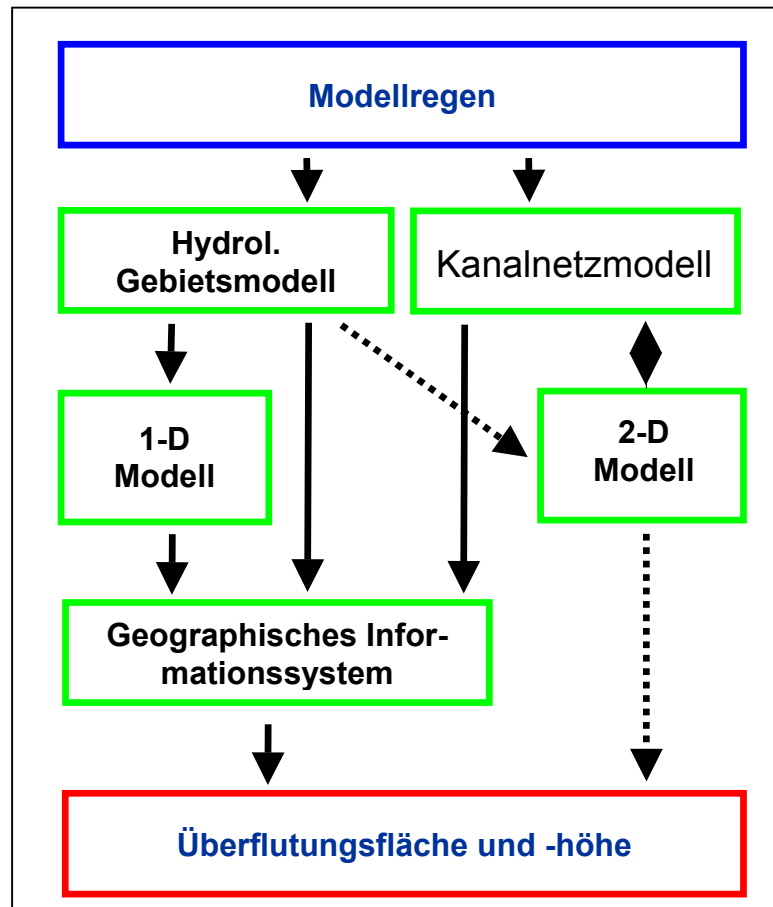 Modellregen
Hydrol.
Gebietsmodell
Kanalnetzmodell
1-D
Modell
2-D
Modell
Geographisches Infor-
mationssystem
Überflutungsfläche und -höhe